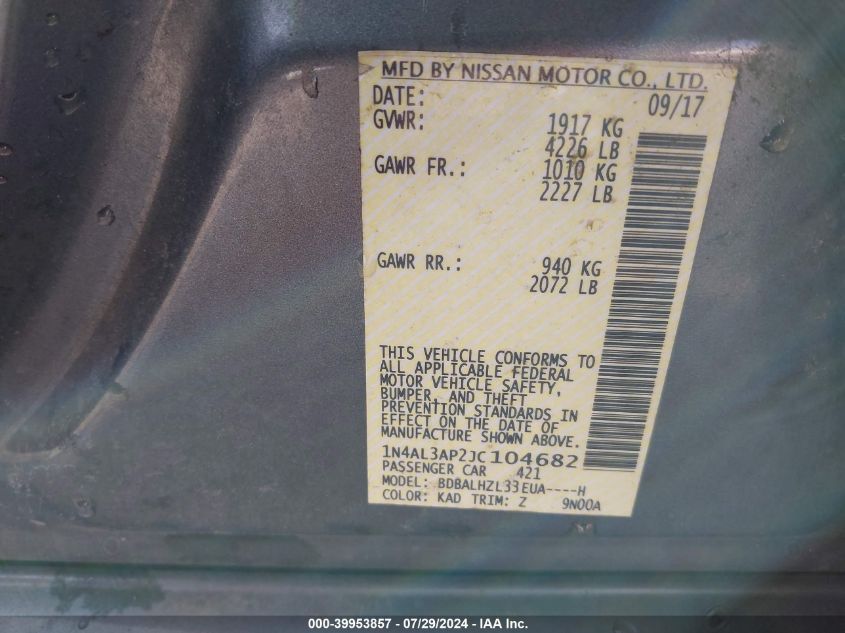 MFD BY NISSAN MOTOR CO., LTD.
DATE: 09/17
GVWR: 1917 KG
4226 LB
GAWR FR.: 1010 KG
2227 LB
GAWR RR.: 940 KG
2072 LB
THIS VEHICLE CONFORMS TO
ALL APPLICABLE FEDERAL
MOTOR VEHICLE SAFETY,
BUMPER, AND THEFT
PREVENTION STANDARDS IN
EFFECT ON THE DATE OF
MANUFACTURE SHOWN ABOVE.
1N4AL3AP2JC104682
PASSENGER CAR 421
MODEL: BDBALHZL33EUA----H
COLOR: KAD TRIM: Z 9N00A
000-39953857 - 07/29/2024 - IAA Inc.